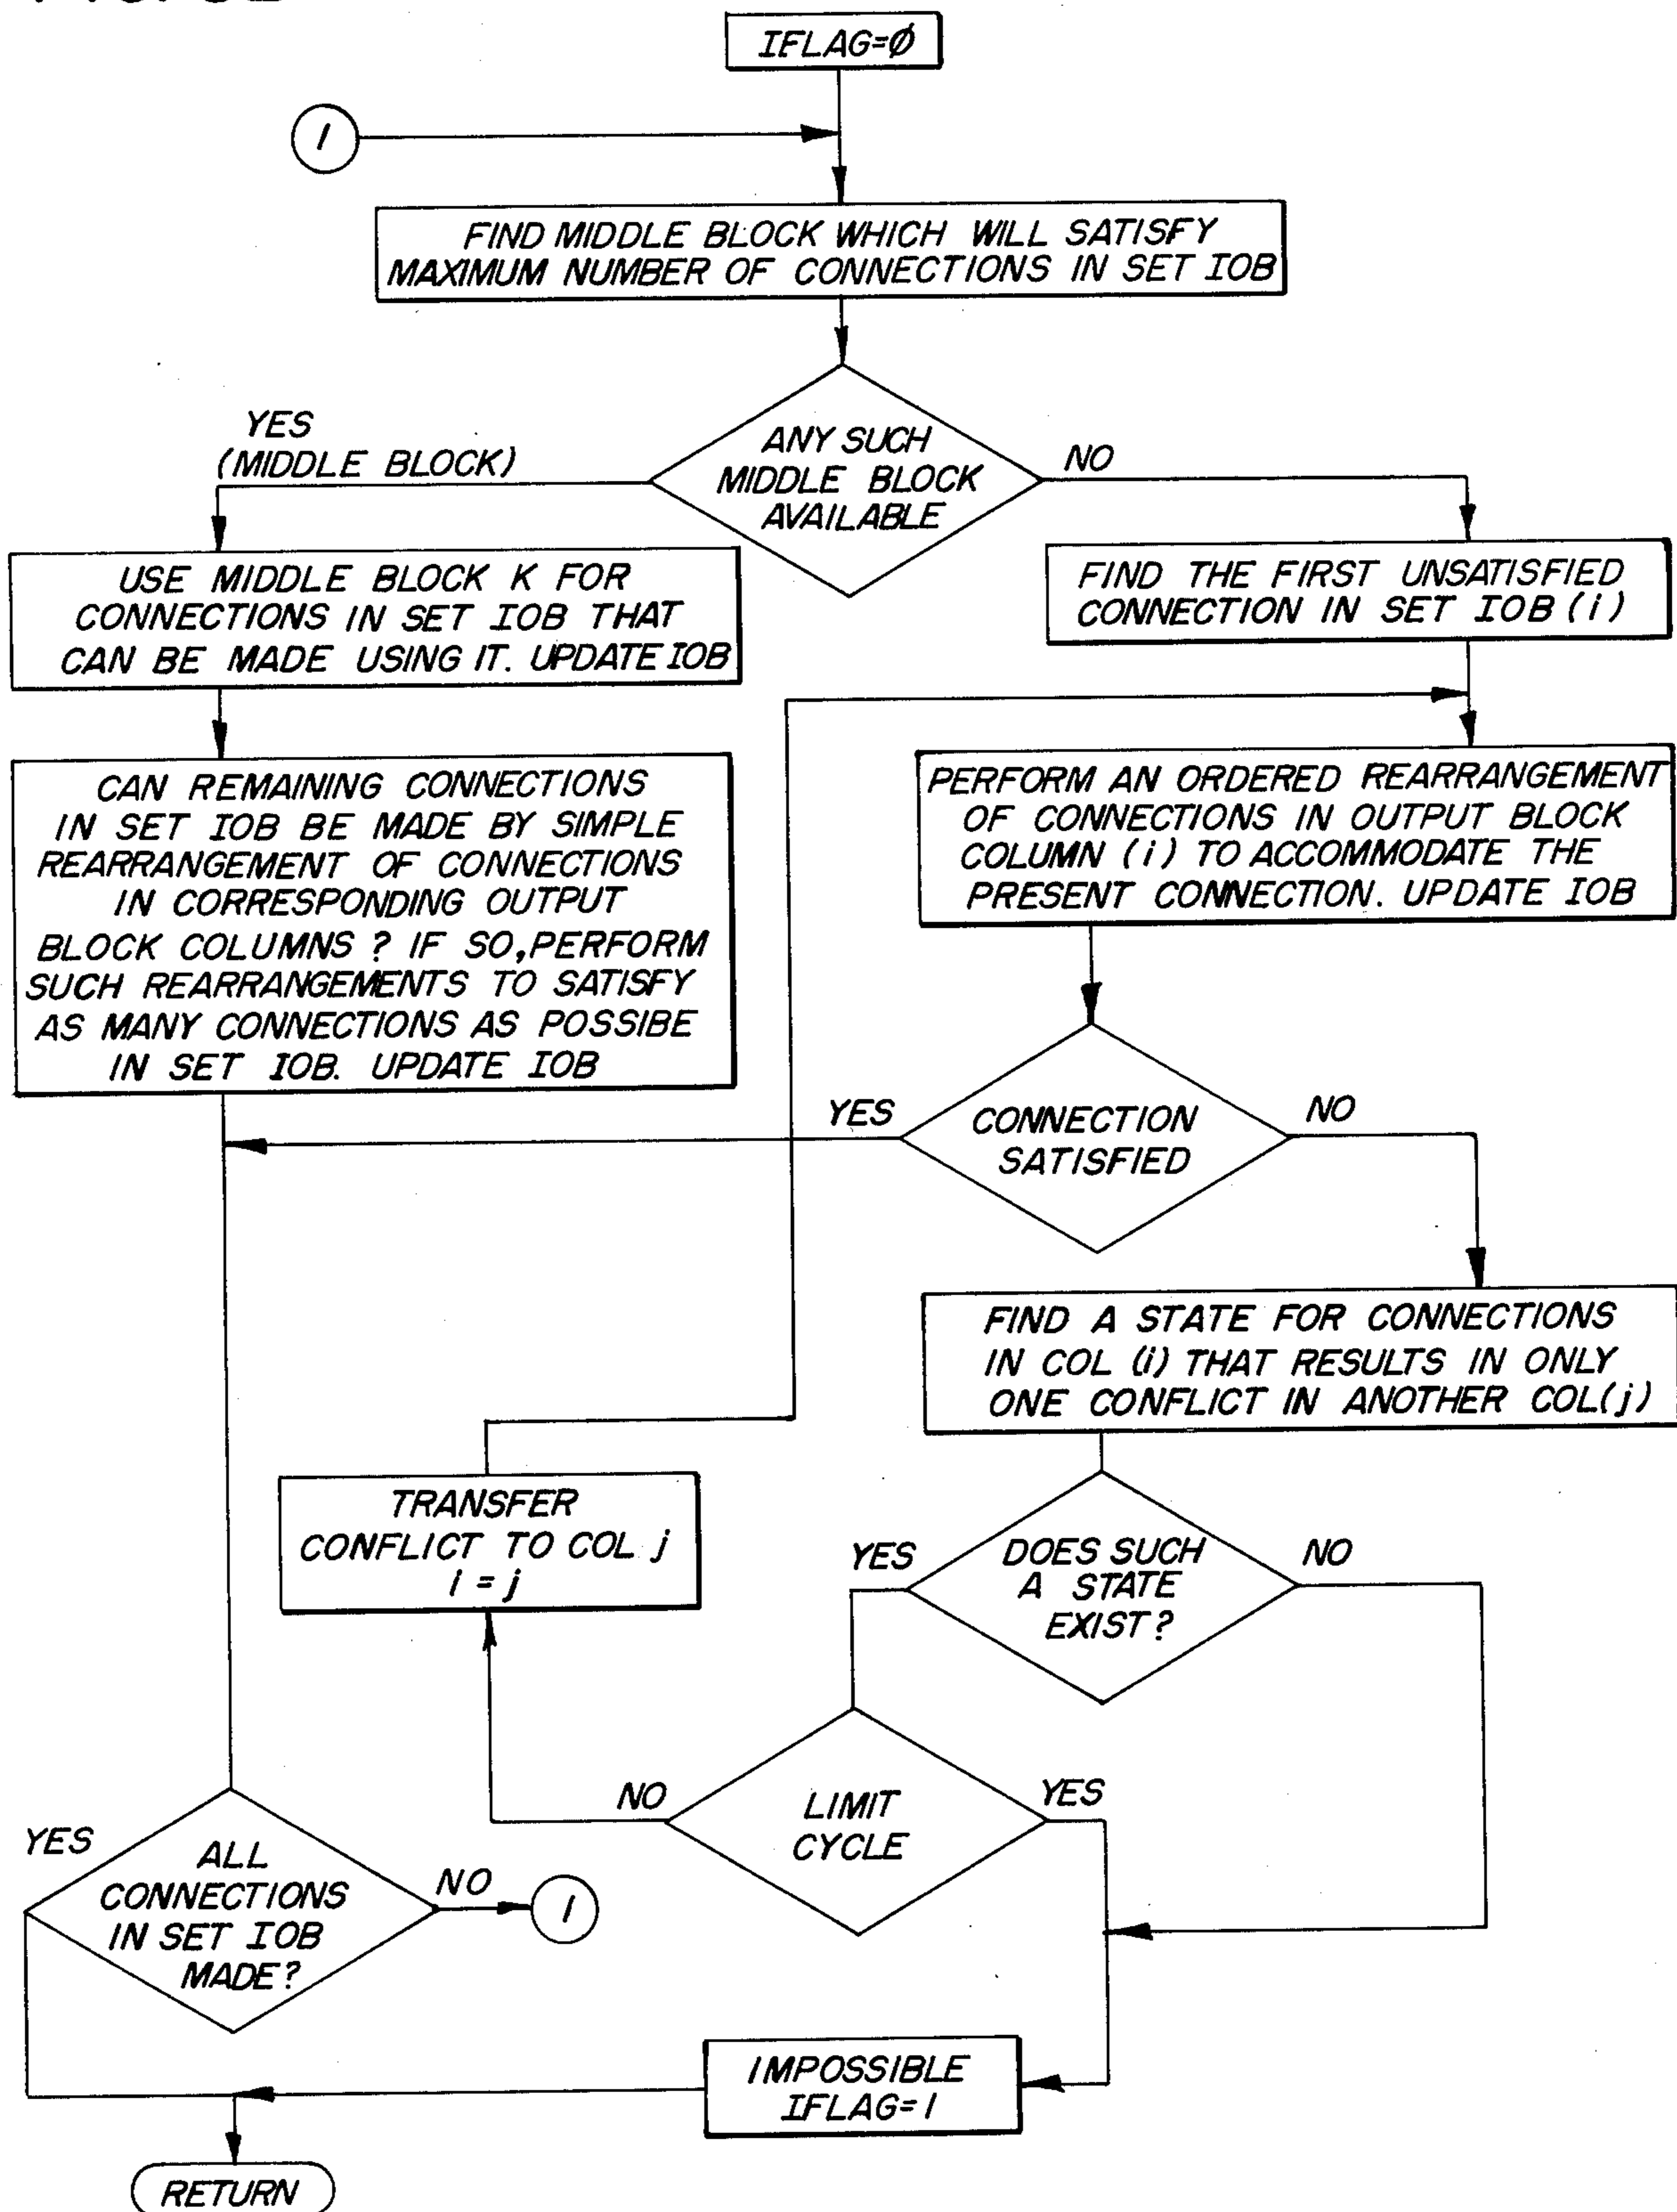 IFLAG=Ø
1
FIND MIDDLE BLOCK WHICH WILL SATISFY
MAXIMUM NUMBER OF CONNECTIONS IN SET IOB
YES
(MIDDLE BLOCK)
ANY SUCH
MIDDLE BLOCK
AVAILABLE
NO
USE MIDDLE BLOCK K FOR
CONNECTIONS IN SET IOB THAT
CAN BE MADE USING IT. UPDATE IOB
FIND THE FIRST UNSATISFIED
CONNECTION IN SET IOB (i)
CAN REMAINING CONNECTIONS
IN SET IOB BE MADE BY SIMPLE
REARRANGEMENT OF CONNECTIONS
IN CORRESPONDING OUTPUT
BLOCK COLUMNS ? IF SO, PERFORM
SUCH REARRANGEMENTS TO SATISFY
AS MANY CONNECTIONS AS POSSIBE
IN SET IOB. UPDATE IOB
PERFORM AN ORDERED REARRANGEMENT
OF CONNECTIONS IN OUTPUT BLOCK
COLUMN (i) TO ACCOMMODATE THE
PRESENT CONNECTION. UPDATE IOB
YES
CONNECTION
SATISFIED
NO
FIND A STATE FOR CONNECTIONS
IN COL (i) THAT RESULTS IN ONLY
ONE CONFLICT IN ANOTHER COL(j)
TRANSFER
CONFLICT TO COL j
i = j
YES
DOES SUCH
A STATE
EXIST?
NO
NO
LIMIT
CYCLE
YES
YES
ALL
CONNECTIONS
IN SET IOB
MADE?
NO
1
IMPOSSIBLE
IFLAG=1
RETURN